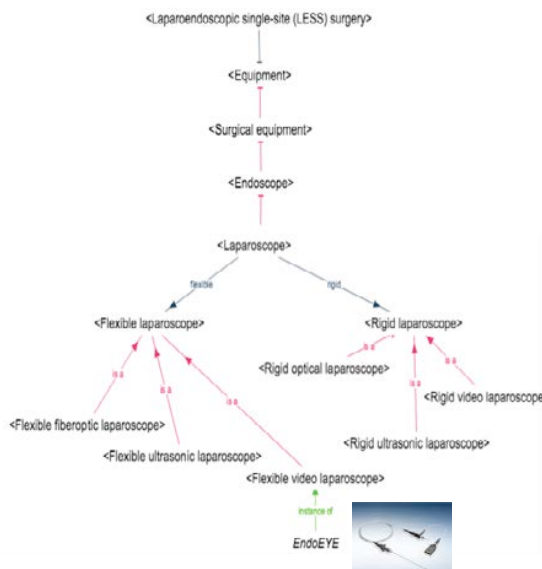 <Laparoendoscopic single-site (LESS) surgery>
<Equipment>
<Surgical equipment>
<Endoscope>
<Laparoscope>
flexible
rigid
<Flexible laparoscope>
<Rigid laparoscope>
is a
is a
is a
is a
is a
is a
<Rigid optical laparoscope>
<Rigid video laparoscope
<Flexible fiberoptic laparoscope>
<Rigid ultrasonic laparoscope>
<Flexible ultrasonic laparoscope>
<Flexible video laparoscope>
instance of
EndoEYE